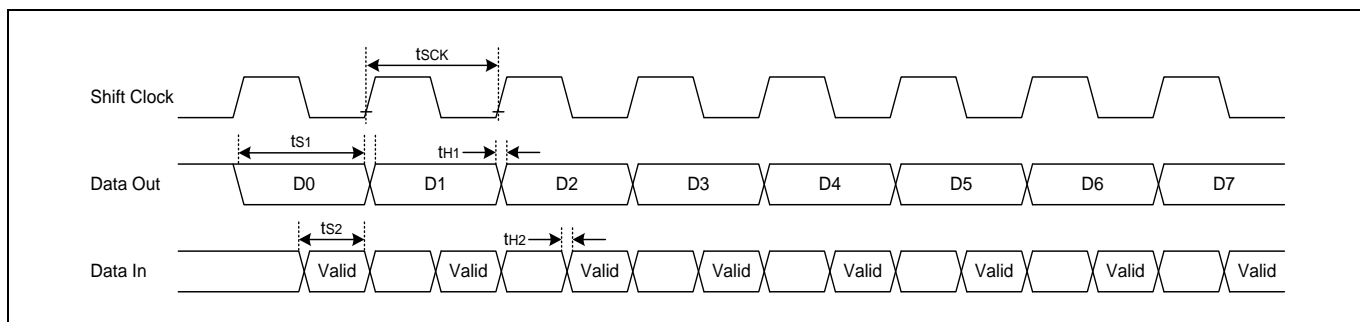 tSCK
Shift Clock
tS1
tH1
Data Out D0 D1 D2 D3 D4 D5 D6 D7
tS2
tH2
Data In Valid Valid Valid Valid Valid Valid Valid Valid